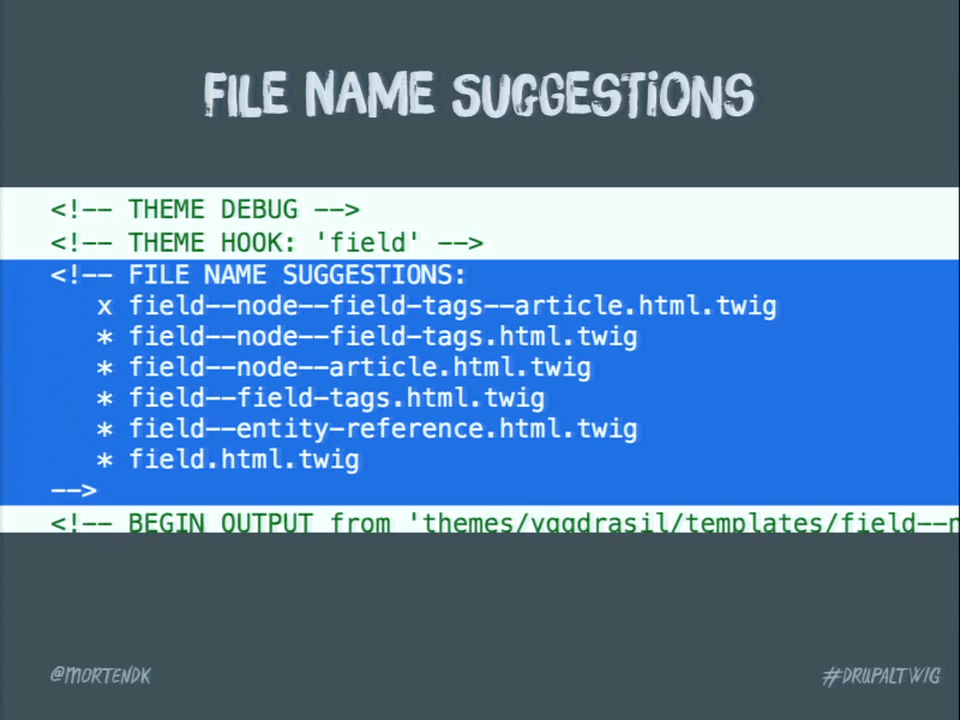 FILE NAME SUGGESTIONS
<!-- THEME DEBUG -->
<!-- THEME HOOK: 'field' -->
<!-- FILE NAME SUGGESTIONS:
x field--node--field-tags--article.html.twig
* field--node--field-tags.html.twig
* field--node--article.html.twig
* field--field-tags.html.twig
* field--entity-reference.html.twig
* field.html.twig
-->
<!-- BEGIN OUTPUT from 'themes/yggdrasil/templates/field--n
@MORTENDK
#DRUPALTWIG